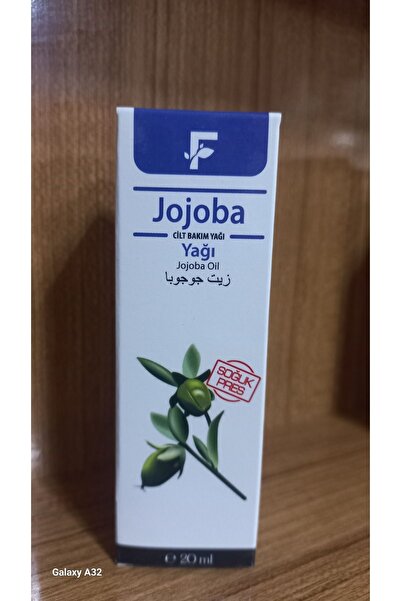 F
Jojoba
CİLT BAKIM YAĞI
Yağı
Jojoba Oil
زيت جوجوبا
SOĞUK
PRES
℮ 20 ml
Galaxy A32